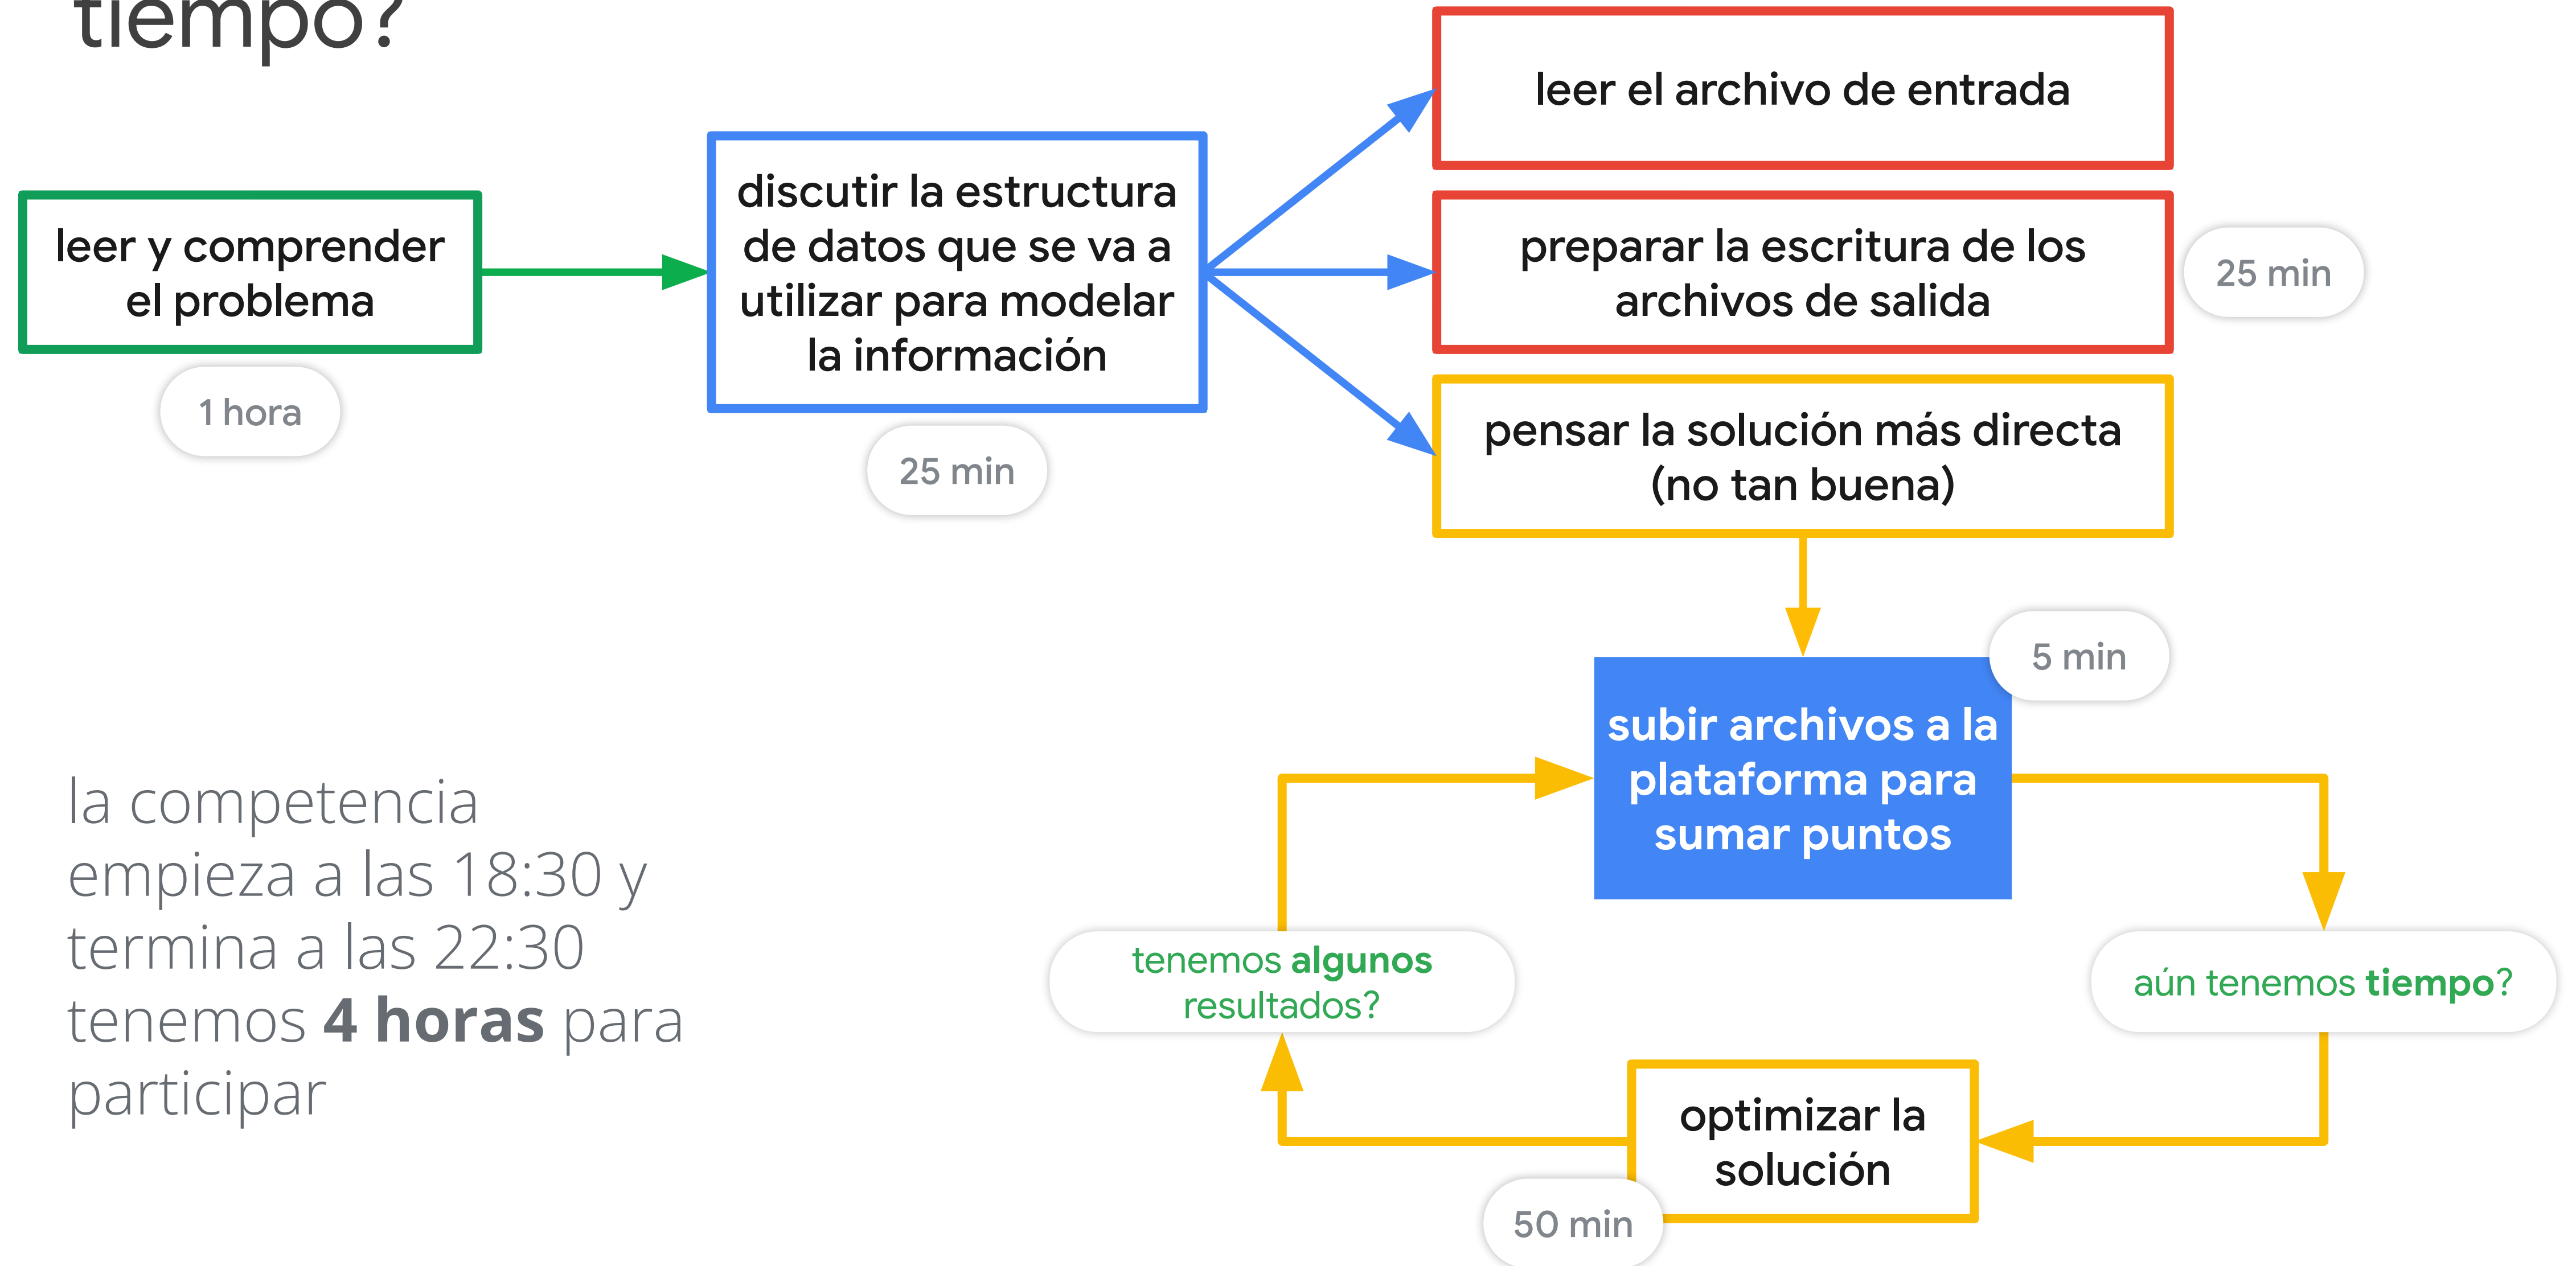 tiempo?
leer y comprender
el problema
1 hora
discutir la estructura
de datos que se va a
utilizar para modelar
la información
25 min
leer el archivo de entrada
preparar la escritura de los
archivos de salida
25 min
pensar la solución más directa
(no tan buena)
5 min
subir archivos a la
plataforma para
sumar puntos
la competencia
empieza a las 18:30 y
termina a las 22:30
tenemos 4 horas para
participar
tenemos algunos
resultados?
aún tenemos tiempo?
optimizar la
solución
50 min